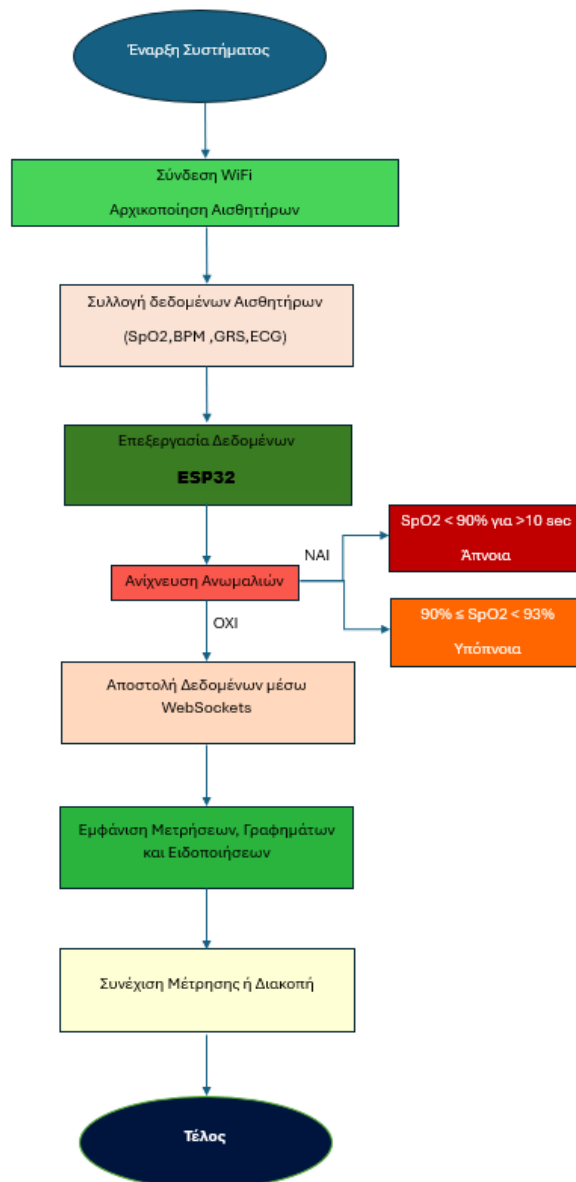 Έναρξη Συστήματος
Σύνδεση WiFi
Αρχικοποίηση Αισθητήρων
Συλλογή δεδομένων Αισθητήρων
(SpO2,BPM ,GRS,ECG)
Επεξεργασία Δεδομένων
ESP32
SpO2 < 90% για >10 sec
Άπνοια
ΝΑΙ
Ανίχνευση Ανωμαλιών
90% ≤ SpO2 < 93%
Υπόπνοια
ΟΧΙ
Αποστολή Δεδομένων μέσω
WebSockets
Εμφάνιση Μετρήσεων, Γραφημάτων
και Ειδοποιήσεων
Συνέχιση Μέτρησης ή Διακοπή
Τέλος